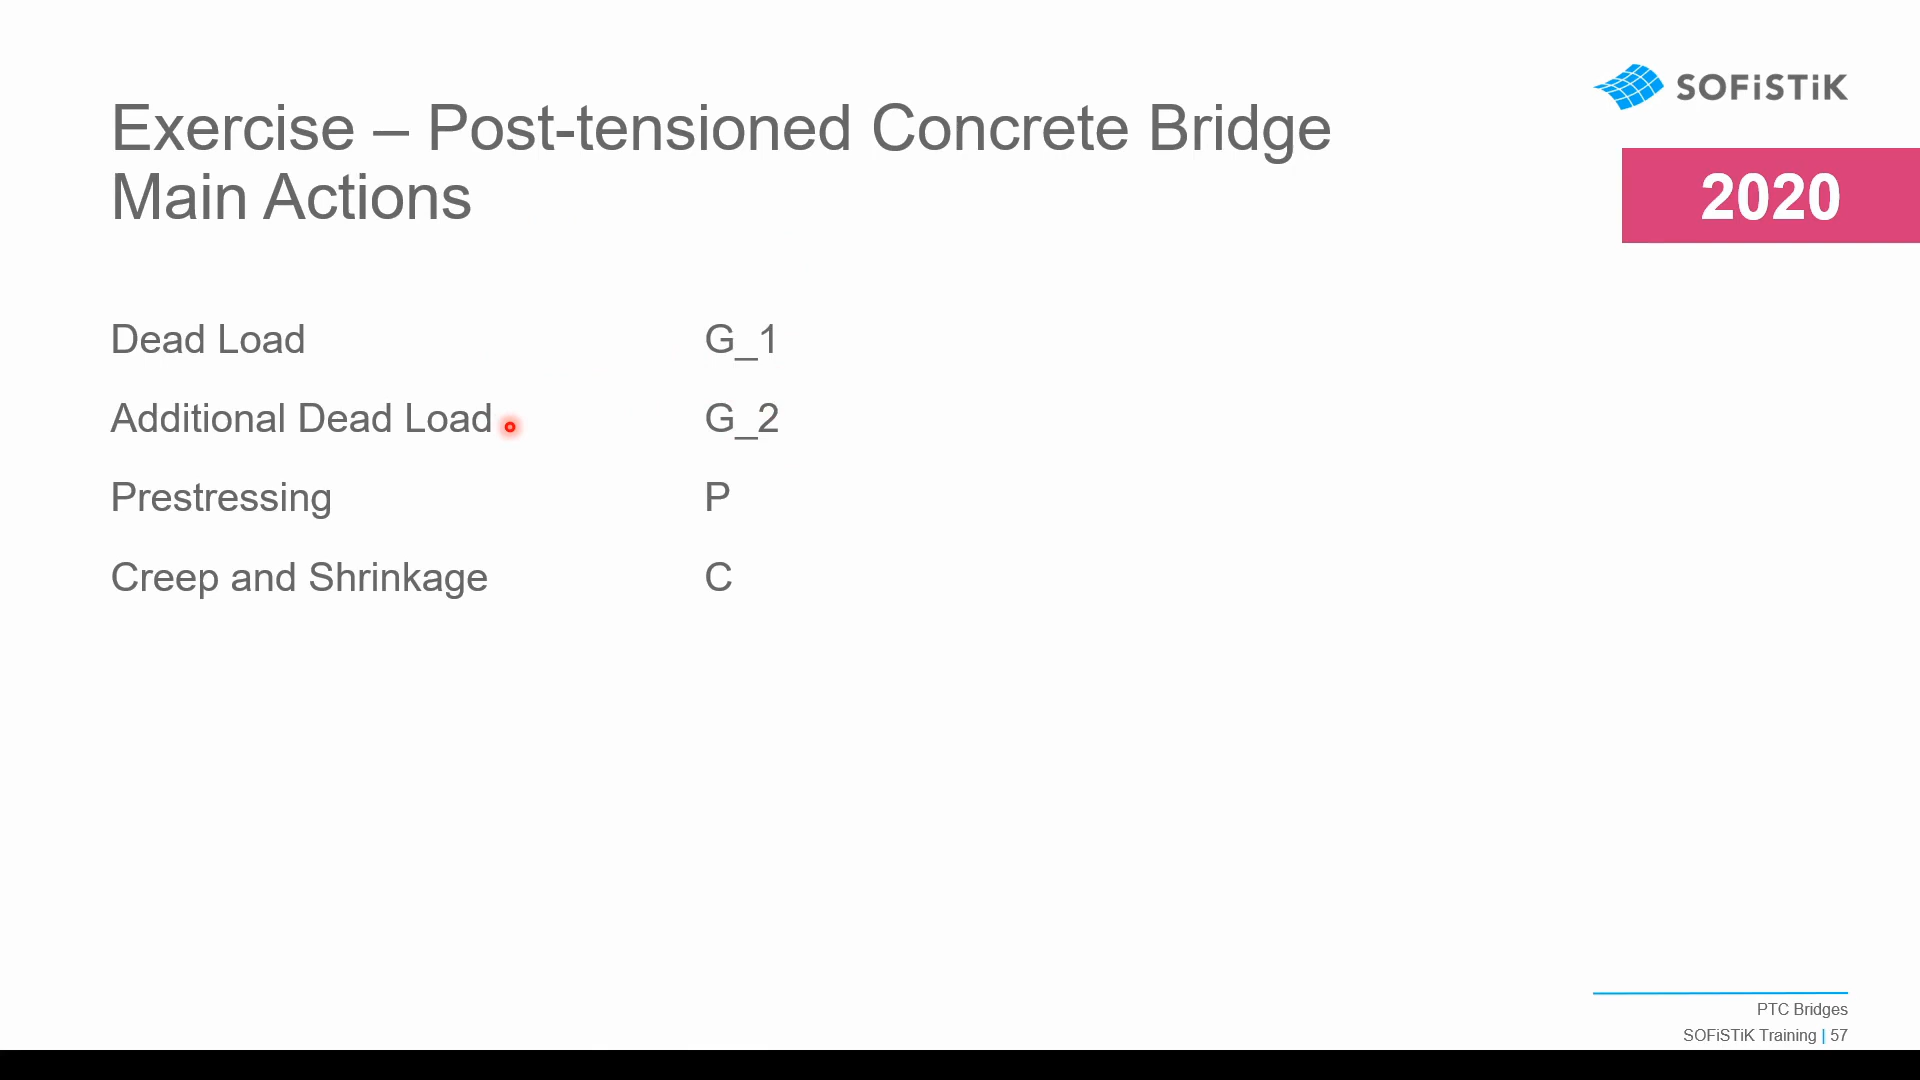 SOFiSTiK
Exercise – Post-tensioned Concrete Bridge
Main Actions
2020
Dead Load G_1
Additional Dead Load G_2
Prestressing P
Creep and Shrinkage C
PTC Bridges
SOFiSTiK Training | 57